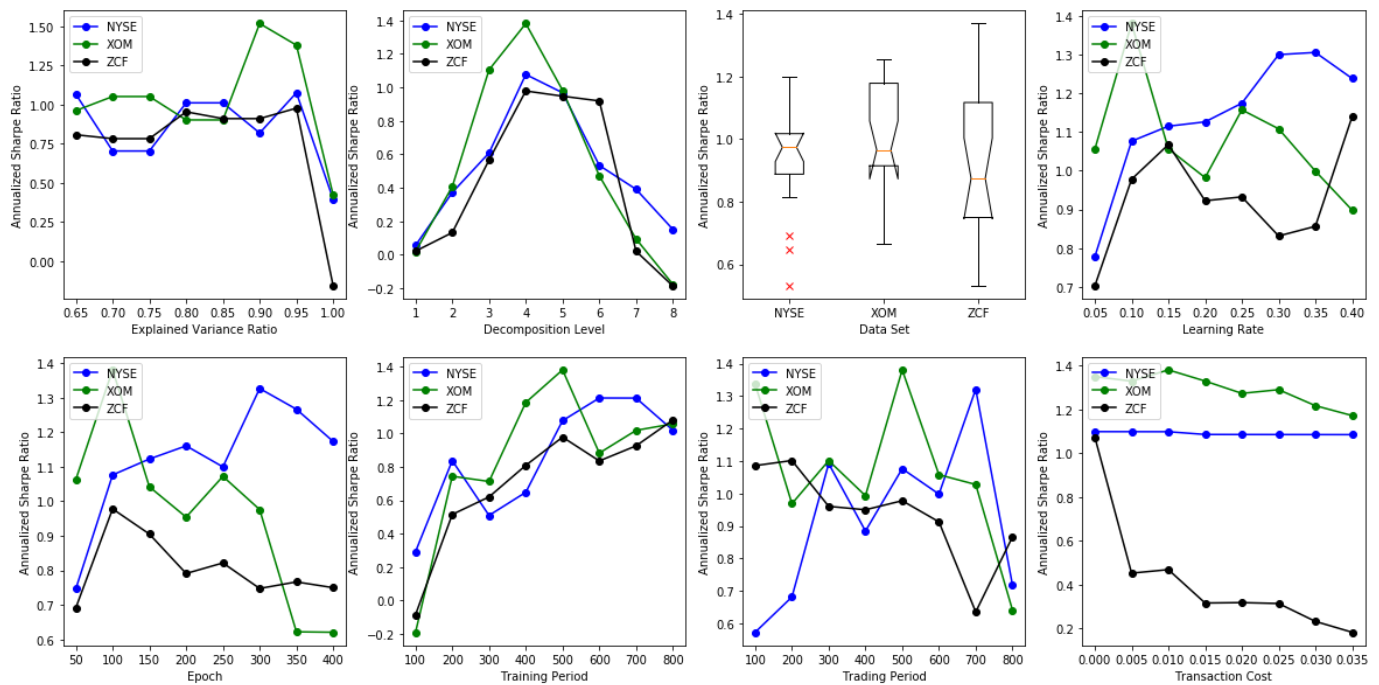 NYSE
XOM
ZCF
Annualized Sharpe Ratio
1.50
1.25
1.00
0.75
0.50
0.25
0.00
0.65 0.70 0.75 0.80 0.85 0.90 0.95 1.00
Explained Variance Ratio
NYSE
XOM
ZCF
Annualized Sharpe Ratio
1.4
1.2
1.0
0.8
0.6
0.4
0.2
0.0
−0.2
1 2 3 4 5 6 7 8
Decomposition Level
Annualized Sharpe Ratio
1.4
1.2
1.0
0.8
0.6
NYSE XOM ZCF
Data Set
NYSE
XOM
ZCF
Annualized Sharpe Ratio
1.4
1.3
1.2
1.1
1.0
0.9
0.8
0.7
0.05 0.10 0.15 0.20 0.25 0.30 0.35 0.40
Learning Rate
NYSE
XOM
ZCF
Annualized Sharpe Ratio
1.4
1.3
1.2
1.1
1.0
0.9
0.8
0.7
0.6
50 100 150 200 250 300 350 400
Epoch
NYSE
XOM
ZCF
Annualized Sharpe Ratio
1.4
1.2
1.0
0.8
0.6
0.4
0.2
0.0
−0.2
100 200 300 400 500 600 700 800
Training Period
NYSE
XOM
ZCF
Annualized Sharpe Ratio
1.4
1.3
1.2
1.1
1.0
0.9
0.8
0.7
0.6
100 200 300 400 500 600 700 800
Trading Period
NYSE
XOM
ZCF
Annualized Sharpe Ratio
1.4
1.2
1.0
0.8
0.6
0.4
0.2
0.000 0.005 0.010 0.015 0.020 0.025 0.030 0.035
Transaction Cost